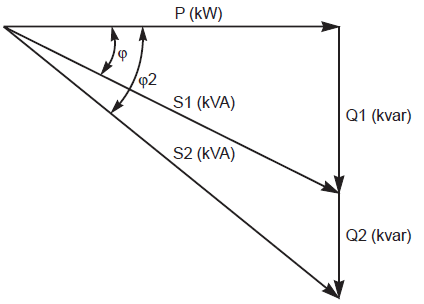 P (kW)
φ
φ2
S1 (kVA)
Q1 (kvar)
S2 (kVA)
Q2 (kvar)